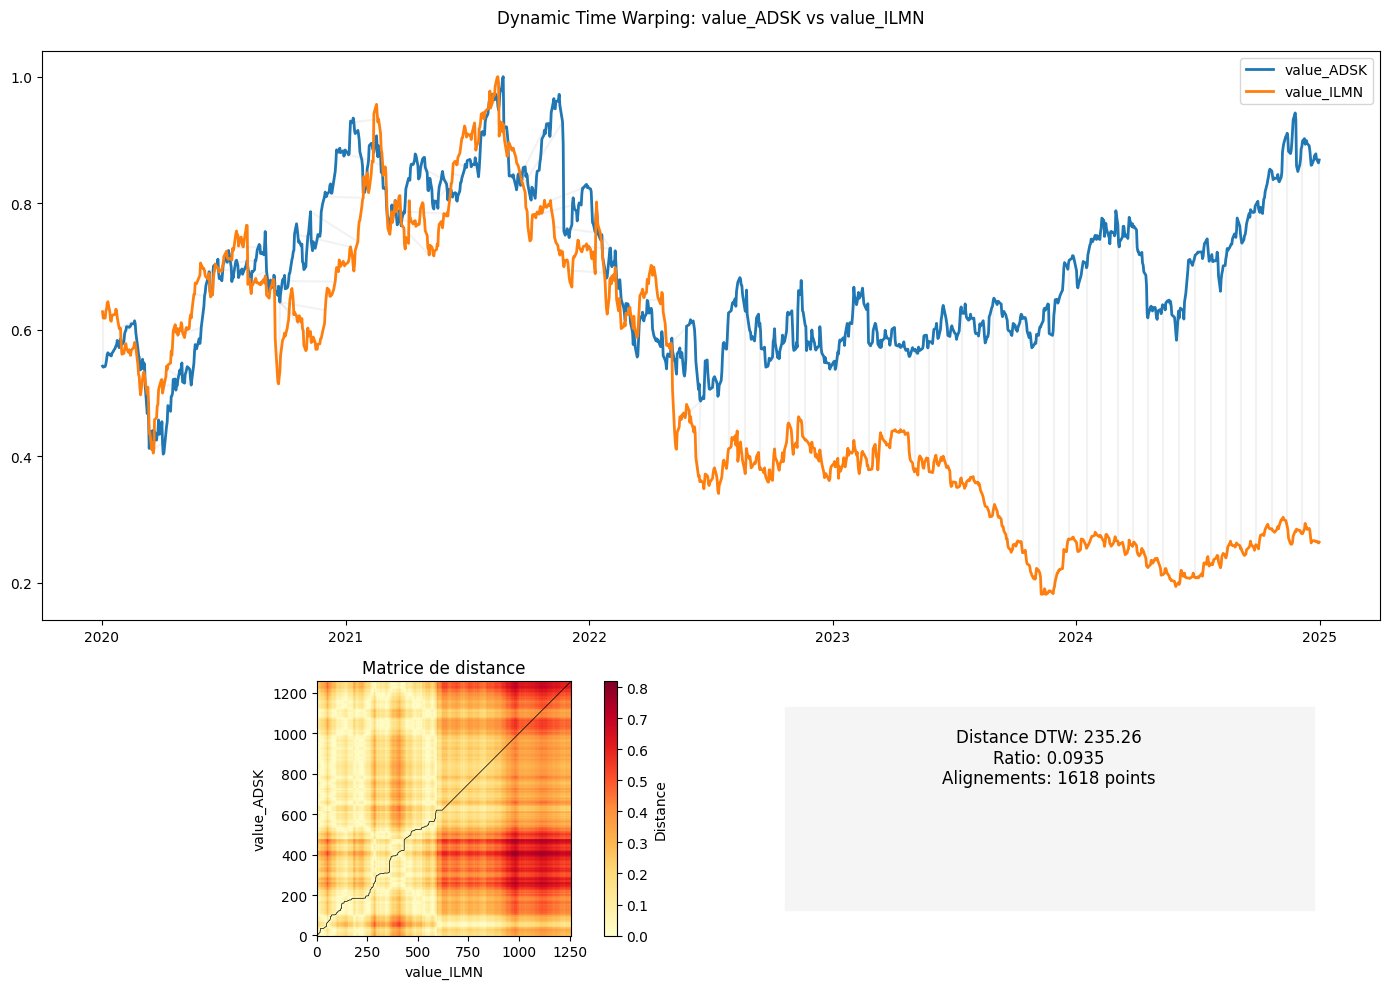 Dynamic Time Warping: value_ADSK vs value_ILMN
value_ADSK
value_ILMN
1.0
0.8
0.6
0.4
0.2
2020 2021 2022 2023 2024 2025
Matrice de distance
value_ADSK
1200
1000
800
600
400
200
0
0 250 500 750 1000 1250
value_ILMN
0.8
0.7
0.6
0.5
0.4
0.3
0.2
0.1
0.0
Distance
Distance DTW: 235.26
Ratio: 0.0935
Alignements: 1618 points